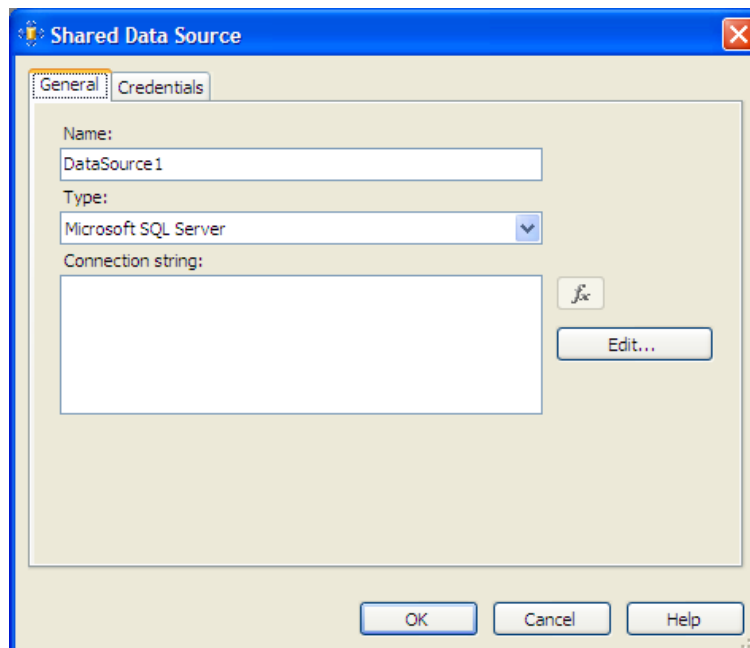 Shared Data Source
General Credentials
Name:
DataSource1
Type:
Microsoft SQL Server
Connection string:
fx
Edit...
OK Cancel Help